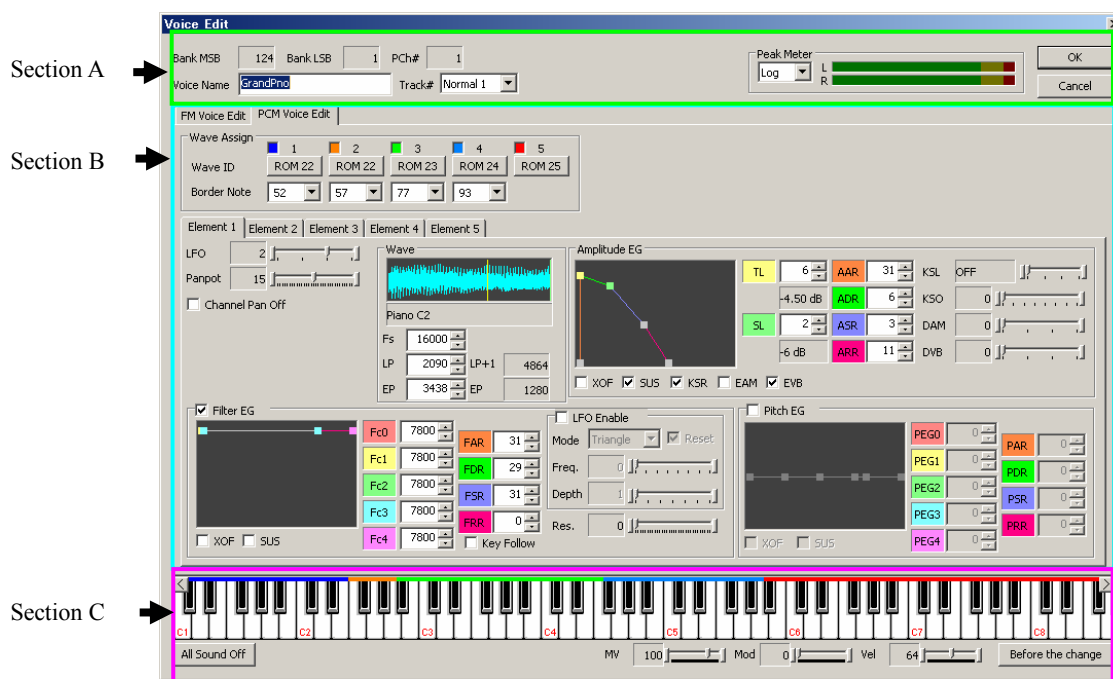 Voice Edit
Section A
Bank MSB 124 Bank LSB 1 PCh# 1
Voice Name GrandPno Track# Normal 1
Peak Meter
Log L R
OK
Cancel
FM Voice Edit PCM Voice Edit
Section B
Wave Assign
1 2 3 4 5
Wave ID ROM 22 ROM 22 ROM 23 ROM 24 ROM 25
Border Note 52 57 77 93
Element 1 Element 2 Element 3 Element 4 Element 5
LFO 2
Panpot 15
Channel Pan Off
Wave
Piano C2
Fs 16000
LP 2090 LP+1 4864
EP 3438 EP 1280
Amplitude EG
TL 6 AAR 31 KSL OFF
-4.50 dB ADR 6 KSO 0
SL 2 ASR 3 DAM 0
-6 dB ARR 11 DVB 0
XOF SUS KSR EAM EVB
Filter EG
Fc0 7800
Fc1 7800
Fc2 7800
Fc3 7800
Fc4 7800
FAR 31
FDR 29
FSR 31
FRR 0
Key Follow
XOF SUS
LFO Enable
Mode Triangle Reset
Freq. 0
Depth 1
Res. 0
Pitch EG
PEG0 0
PEG1 0
PEG2 0
PEG3 0
PEG4 0
PAR 0
PDR 0
PSR 0
PRR 0
XOF SUS
Section C
C1 C2 C3 C4 C5 C6 C7 C8
All Sound Off MV 100 Mod 0 Vel 64 Before the change